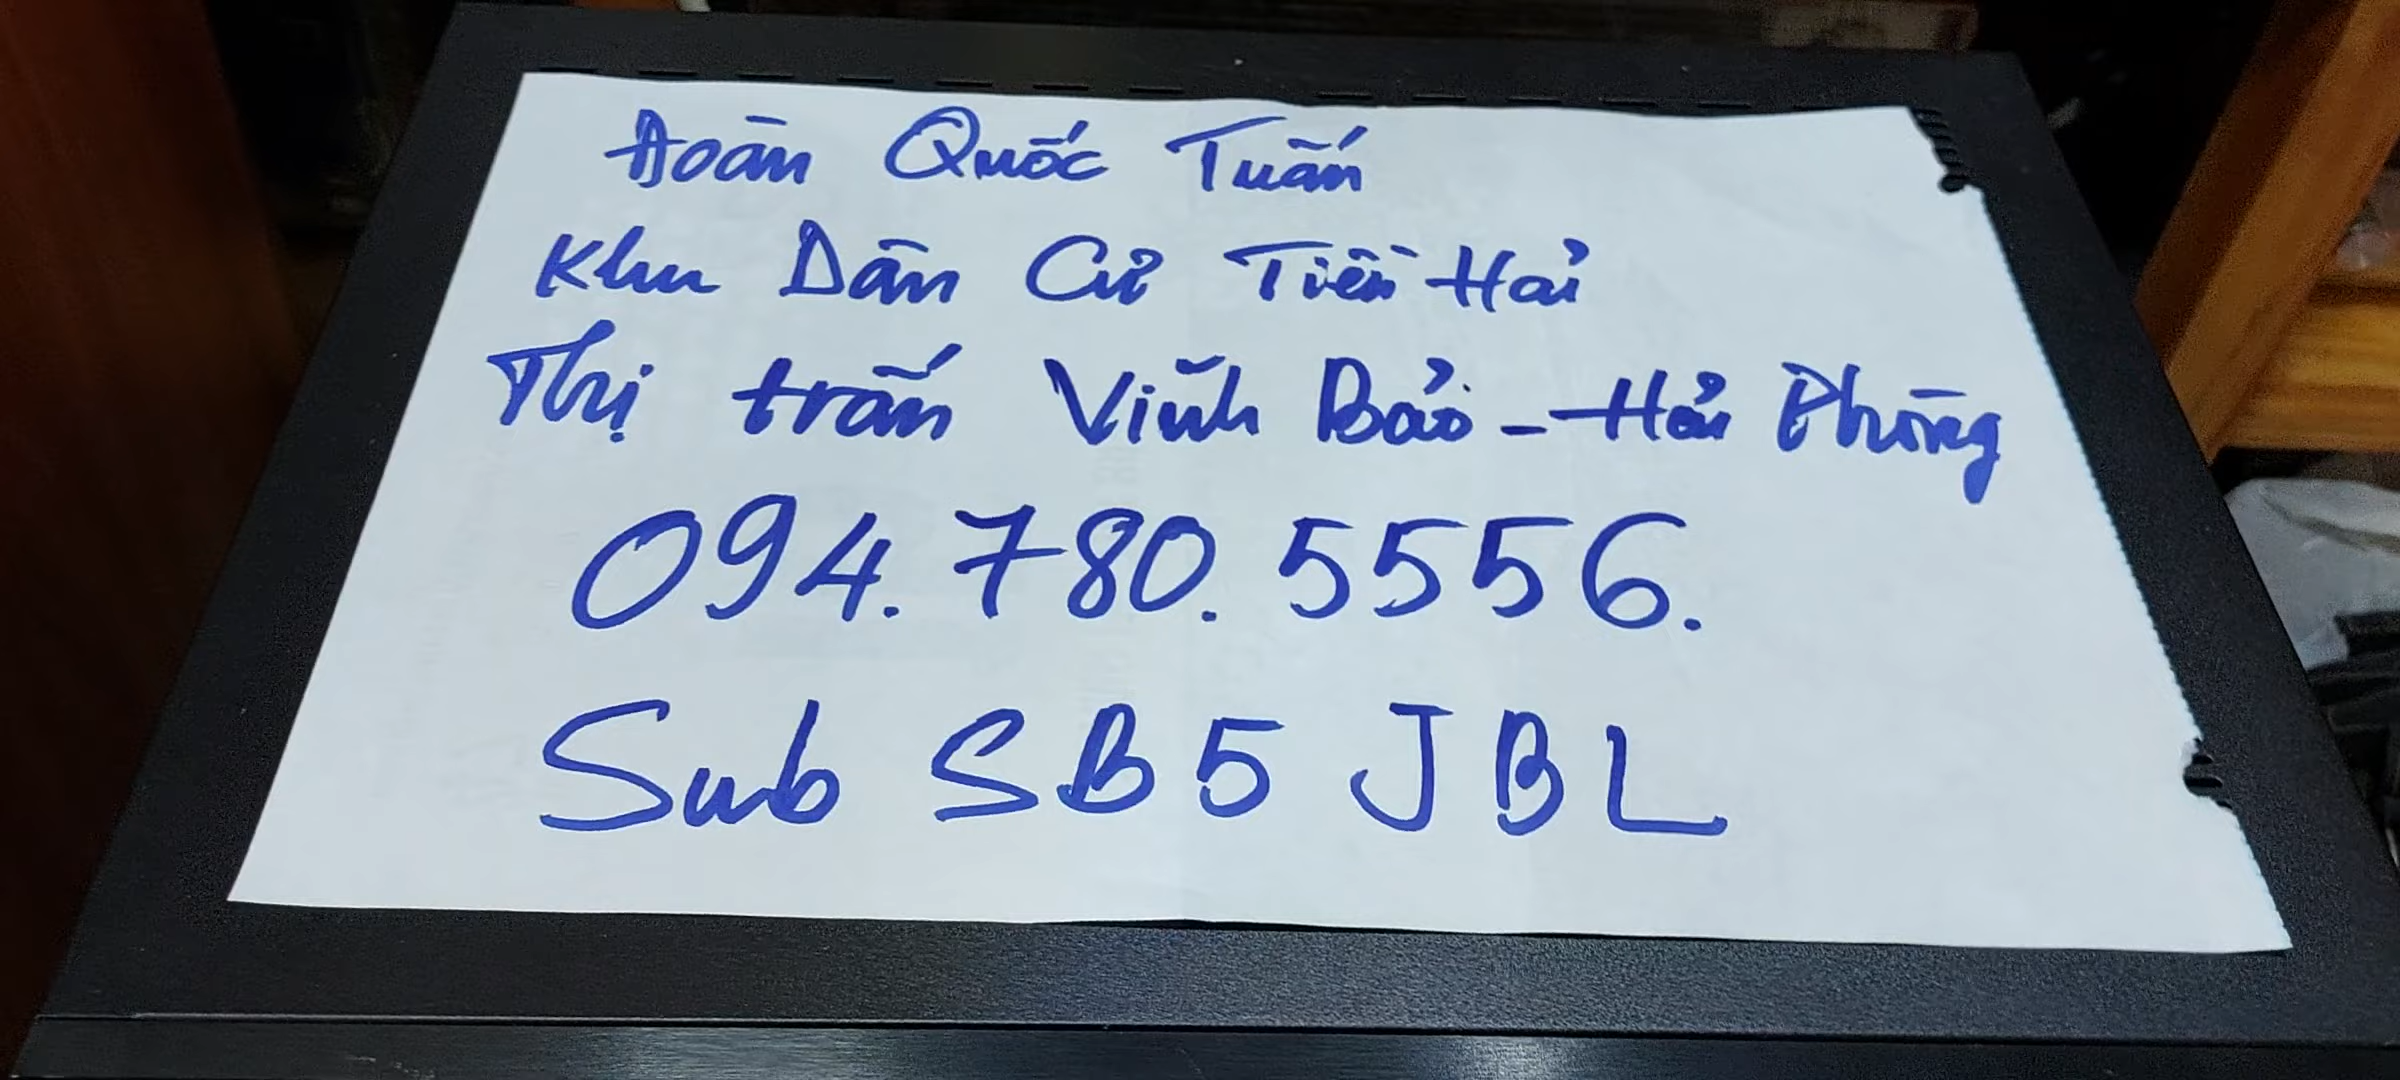 Đoàn Quốc Tuấn
Khu Dân Cư Tiền Hải
Thị trấn Vĩnh Bảo - Hải Phòng
094.780.5556.
Sub SB5 JBL